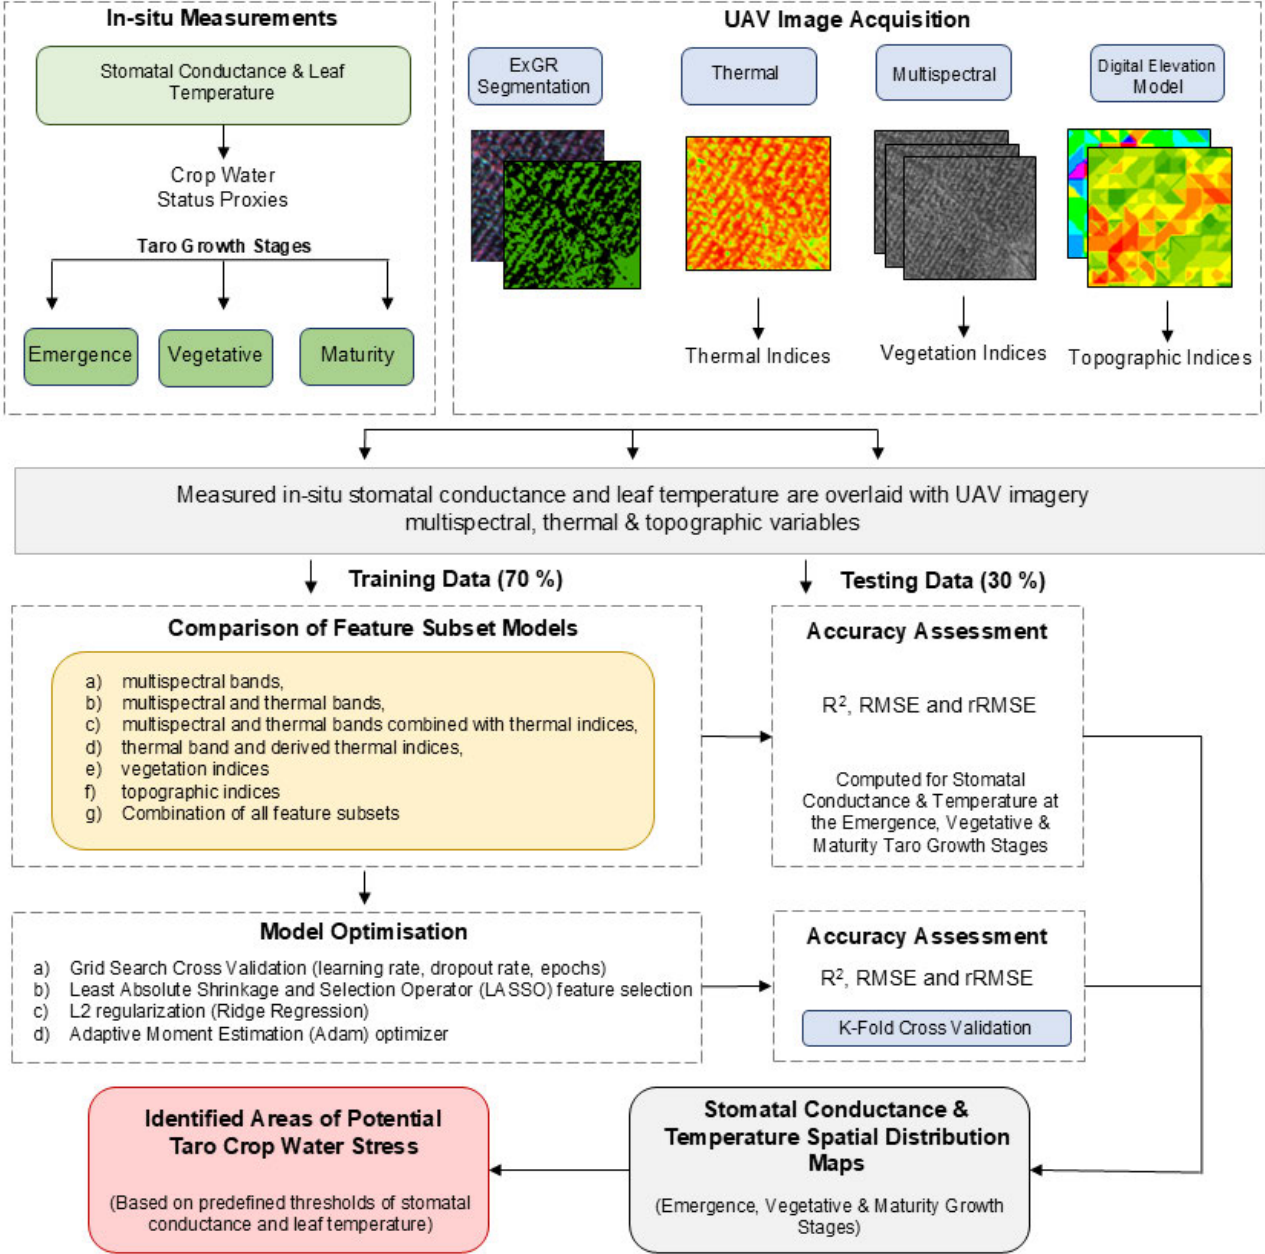 In-situ Measurements
Stomatal Conductance & Leaf
Temperature
Crop Water
Status Proxies
Taro Growth Stages
Emergence
Vegetative
Maturity
UAV Image Acquisition
ExGR
Segmentation
Thermal
Multispectral
Digital Elevation
Model
Thermal Indices
Vegetation Indices
Topographic Indices
Measured in-situ stomatal conductance and leaf temperature are overlaid with UAV imagery
multispectral, thermal & topographic variables
Training Data (70 %)
Testing Data (30 %)
Comparison of Feature Subset Models
a) multispectral bands,
b) multispectral and thermal bands,
c) multispectral and thermal bands combined with thermal indices,
d) thermal band and derived thermal indices,
e) vegetation indices
f) topographic indices
g) Combination of all feature subsets
Accuracy Assessment
R², RMSE and rRMSE
Computed for Stomatal
Conductance & Temperature at
the Emergence, Vegetative &
Maturity Taro Growth Stages
Model Optimisation
a) Grid Search Cross Validation (learning rate, dropout rate, epochs)
b) Least Absolute Shrinkage and Selection Operator (LASSO) feature selection
c) L2 regularization (Ridge Regression)
d) Adaptive Moment Estimation (Adam) optimizer
Accuracy Assessment
R², RMSE and rRMSE
K-Fold Cross Validation
Identified Areas of Potential
Taro Crop Water Stress
(Based on predefined thresholds of stomatal
conductance and leaf temperature)
Stomatal Conductance &
Temperature Spatial Distribution
Maps
(Emergence, Vegetative & Maturity Growth
Stages)